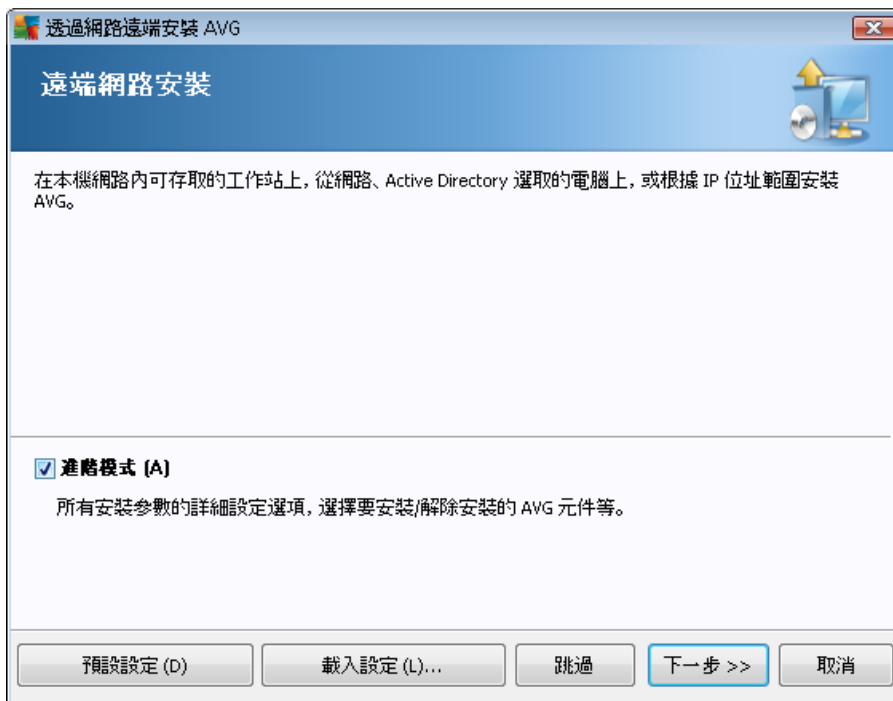 透過網路遠端安裝 AVG
遠端網路安裝
在本機網路內可存取的工作站上, 從網路、Active Directory 選取的電腦上, 或根據 IP 位址範圍安裝
AVG。
進階模式 (A)
所有安裝參數的詳細設定選項, 選擇要安裝/解除安裝的 AVG 元件等。
預設設定 (D)
載入設定 (L)...
跳過
下一步 >>
取消